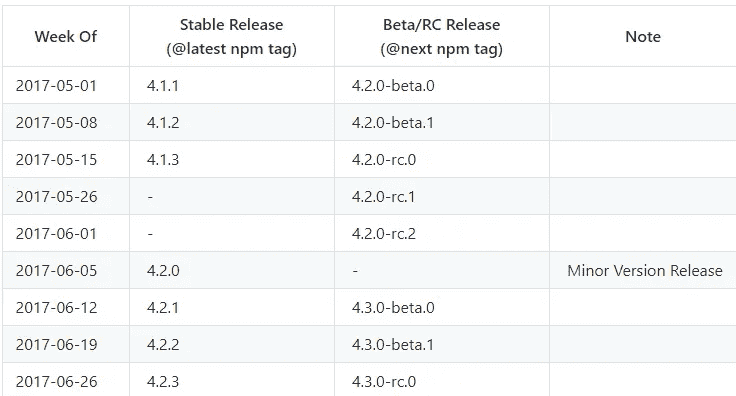 Week Of Stable Release Beta/RC Release Note
(@latest npm tag) (@next npm tag)
2017-05-01 4.1.1 4.2.0-beta.0
2017-05-08 4.1.2 4.2.0-beta.1
2017-05-15 4.1.3 4.2.0-rc.0
2017-05-26 - 4.2.0-rc.1
2017-06-01 - 4.2.0-rc.2
2017-06-05 4.2.0 - Minor Version Release
2017-06-12 4.2.1 4.3.0-beta.0
2017-06-19 4.2.2 4.3.0-beta.1
2017-06-26 4.2.3 4.3.0-rc.0